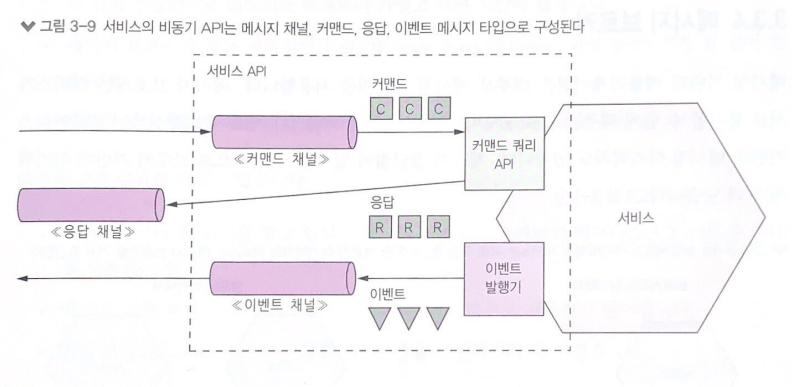 그림 3-9 서비스의 비동기 API는 메시지 채널, 커맨드, 응답, 이벤트 메시지 타입으로 구성된다
서비스 API
커맨드
C C C
≪커맨드 채널≫
커맨드 쿼리
API
≪응답 채널≫
응답
R R R
서비스
이벤트
발행기
≪이벤트 채널≫
이벤트